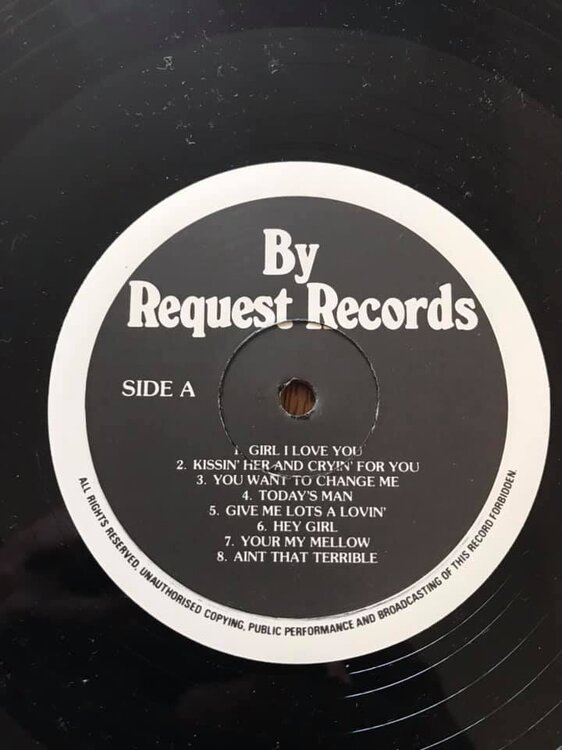 By
Request Records
SIDE A
1. GIRL I LOVE YOU
2. KISSIN' HER AND CRYIN' FOR YOU
3. YOU WANT TO CHANGE ME
4. TODAY'S MAN
5. GIVE ME LOTS A LOVIN'
6. HEY GIRL
7. YOUR MY MELLOW
8. AINT THAT TERRIBLE
ALL RIGHTS RESERVED. UNAUTHORISED COPYING, PUBLIC PERFORMANCE AND BROADCASTING OF THIS RECORD FORBIDDEN.